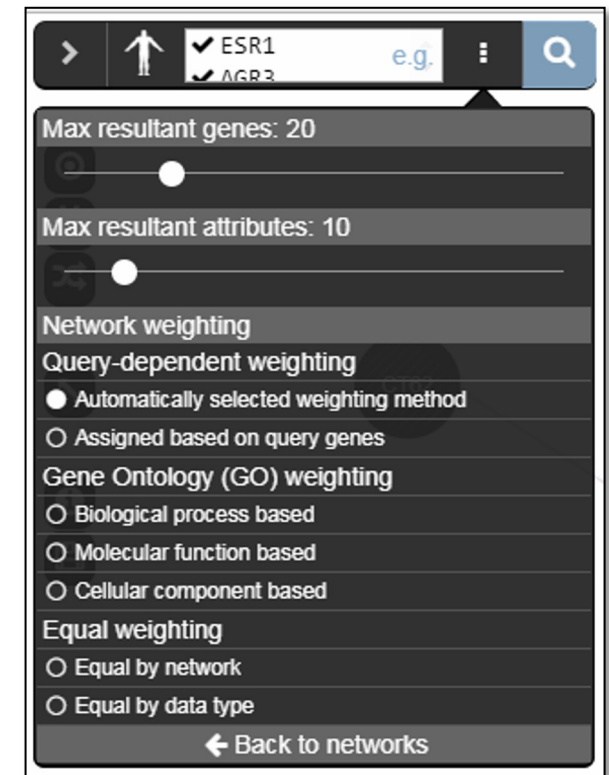 ESR1
e.g.
AGR3
Max resultant genes: 20
Max resultant attributes: 10
Network weighting
Query-dependent weighting
Automatically selected weighting method
Assigned based on query genes
Gene Ontology (GO) weighting
Biological process based
Molecular function based
Cellular component based
Equal weighting
Equal by network
Equal by data type
Back to networks